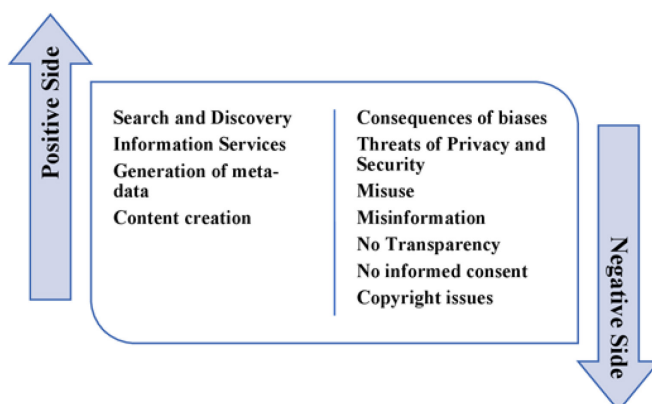 Positive Side
Search and Discovery
Information Services
Generation of meta-
data
Content creation
Consequences of biases
Threats of Privacy and
Security
Misuse
Misinformation
No Transparency
No informed consent
Copyright issues
Negative Side